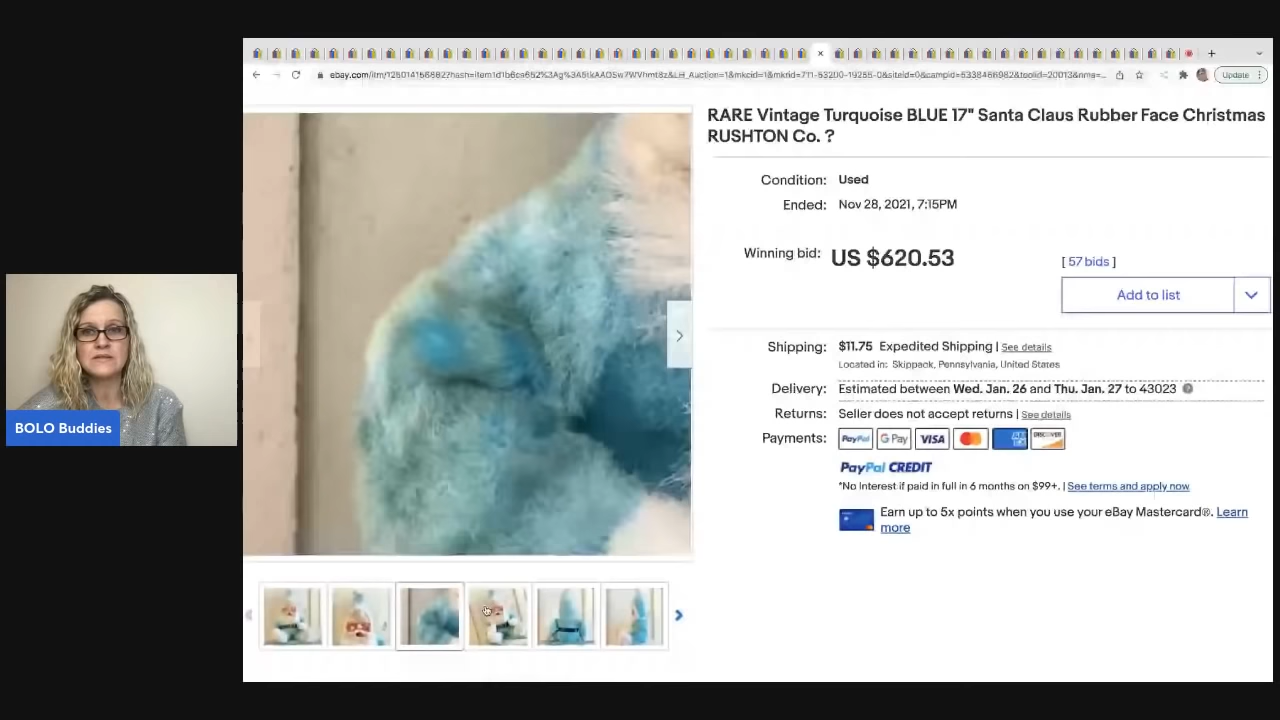 RARE Vintage Turquoise BLUE 17" Santa Claus Rubber Face Christmas
RUSHTON Co. ?
Condition: Used
Ended: Nov 28, 2021, 7:15PM
Winning bid: US $620.53 [ 57 bids ]
Add to list
Shipping: $11.75 Expedited Shipping | See details
Located in: Skippack, Pennsylvania, United States
Delivery: Estimated between Wed. Jan. 26 and Thu. Jan. 27 to 43023
Returns: Seller does not accept returns | See details
Payments: PayPal G Pay VISA DISCOVER
PayPal CREDIT
*No Interest if paid in full in 6 months on $99+. | See terms and apply now
Earn up to 5x points when you use your eBay Mastercard®. Learn
more
BOLO Buddies
Update